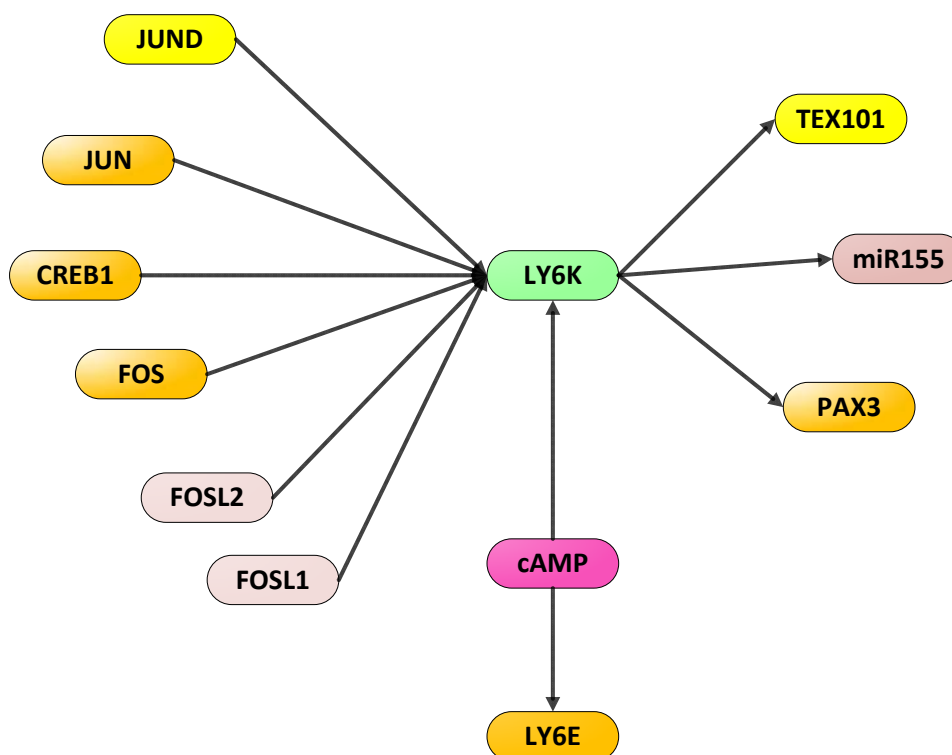 JUND
TEX101
JUN
miR155
CREB1
LY6K
FOS
PAX3
FOSL2
cAMP
FOSL1
LY6E